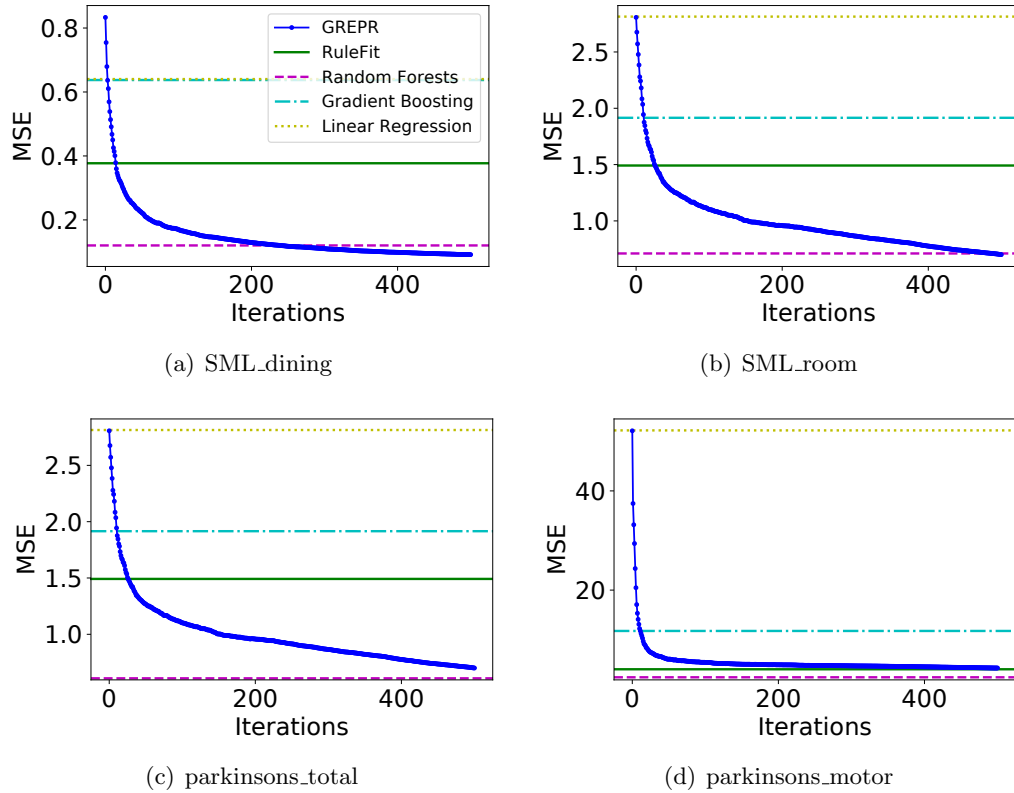 0.8
0.6
0.4
0.2
MSE
0
200
400
Iterations
GREPR
RuleFit
Random Forests
Gradient Boosting
Linear Regression
(a) SML_dining
2.5
2.0
1.5
1.0
MSE
0
200
400
Iterations
(b) SML_room
2.5
2.0
1.5
1.0
MSE
0
200
400
Iterations
(c) parkinsons_total
40
20
MSE
0
200
400
Iterations
(d) parkinsons_motor